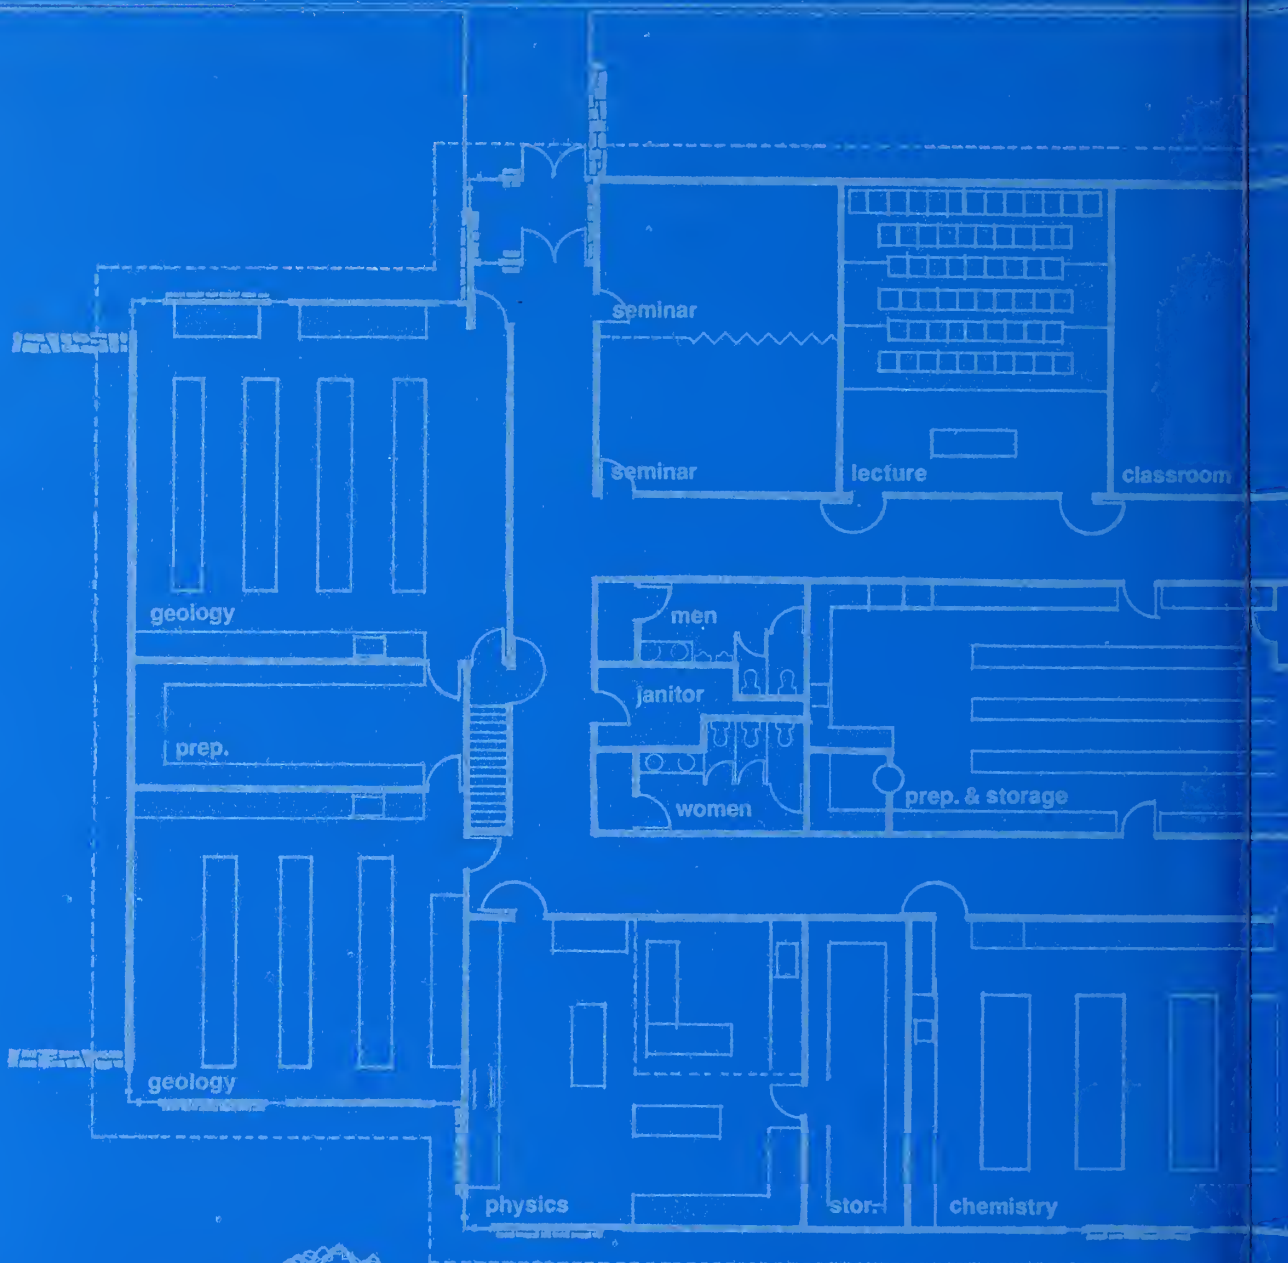 seminar
seminar
lecture
classroom
geology
men
janitor
prep.
women
prep. & storage
geology
physics
stor.
chemistry